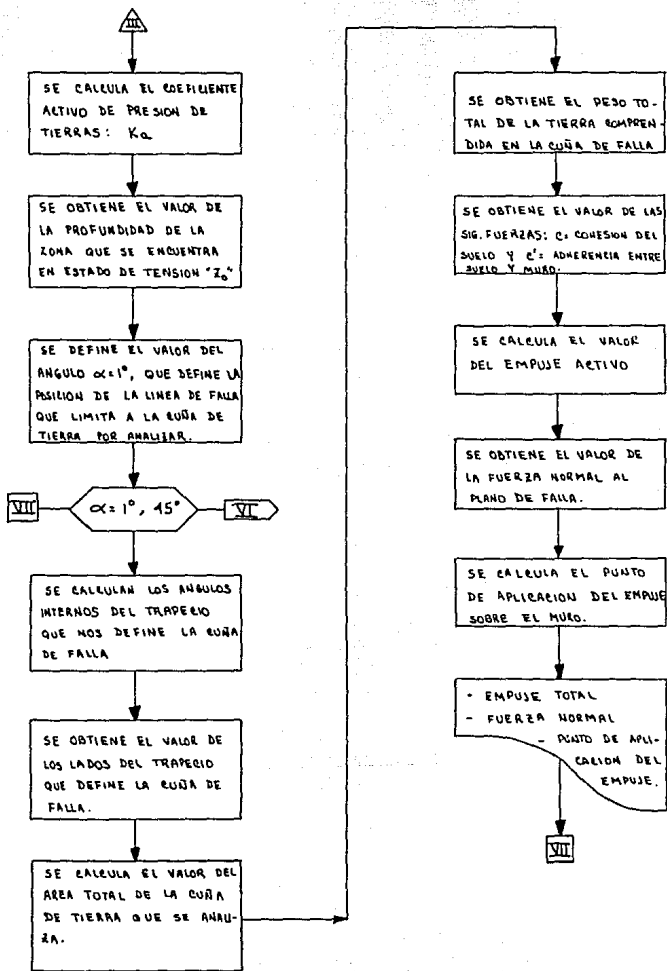 III
SE CALCULA EL COEFICIENTE
ACTIVO DE PRESION DE
TIERRAS: Ka
SE OBTIENE EL VALOR DE
LA PROFUNDIDAD DE LA
ZONA QUE SE ENCUENTRA
EN ESTADO DE TENSION "Zo"
SE DEFINE EL VALOR DEL
ANGULO α=1°, QUE DEFINE LA
POSICION DE LA LINEA DE FALLA
QUE LIMITA A LA CUÑA DE
TIERRA POR ANALIZAR.
VII
α=1°, 45°
VI
SE CALCULAN LOS ANGULOS
INTERNOS DEL TRAPECIO
QUE NOS DEFINE LA CUÑA
DE FALLA
SE OBTIENE EL VALOR DE
LOS LADOS DEL TRAPECIO
QUE DEFINE LA CUÑA DE
FALLA.
SE CALCULA EL VALOR DEL
AREA TOTAL DE LA CUÑA
DE TIERRA QUE SE ANALI-
ZA.
SE OBTIENE EL PESO TO-
TAL DE LA TIERRA COMPREN-
DIDA EN LA CUÑA DE FALLA
SE OBTIENE EL VALOR DE LAS
SIG. FUERZAS: C= COHESION DEL
SUELO Y C'= ADHERENCIA ENTRE
SUELO Y MURO.
SE CALCULA EL VALOR
DEL EMPUJE ACTIVO
SE OBTIENE EL VALOR DE
LA FUERZA NORMAL AL
PLANO DE FALLA.
SE CALCULA EL PUNTO
DE APLICACION DEL EMPUJE
SOBRE EL MURO.
- EMPUJE TOTAL
- FUERZA NORMAL
- PUNTO DE APLI-
CACION DEL
EMPUJE.
VII